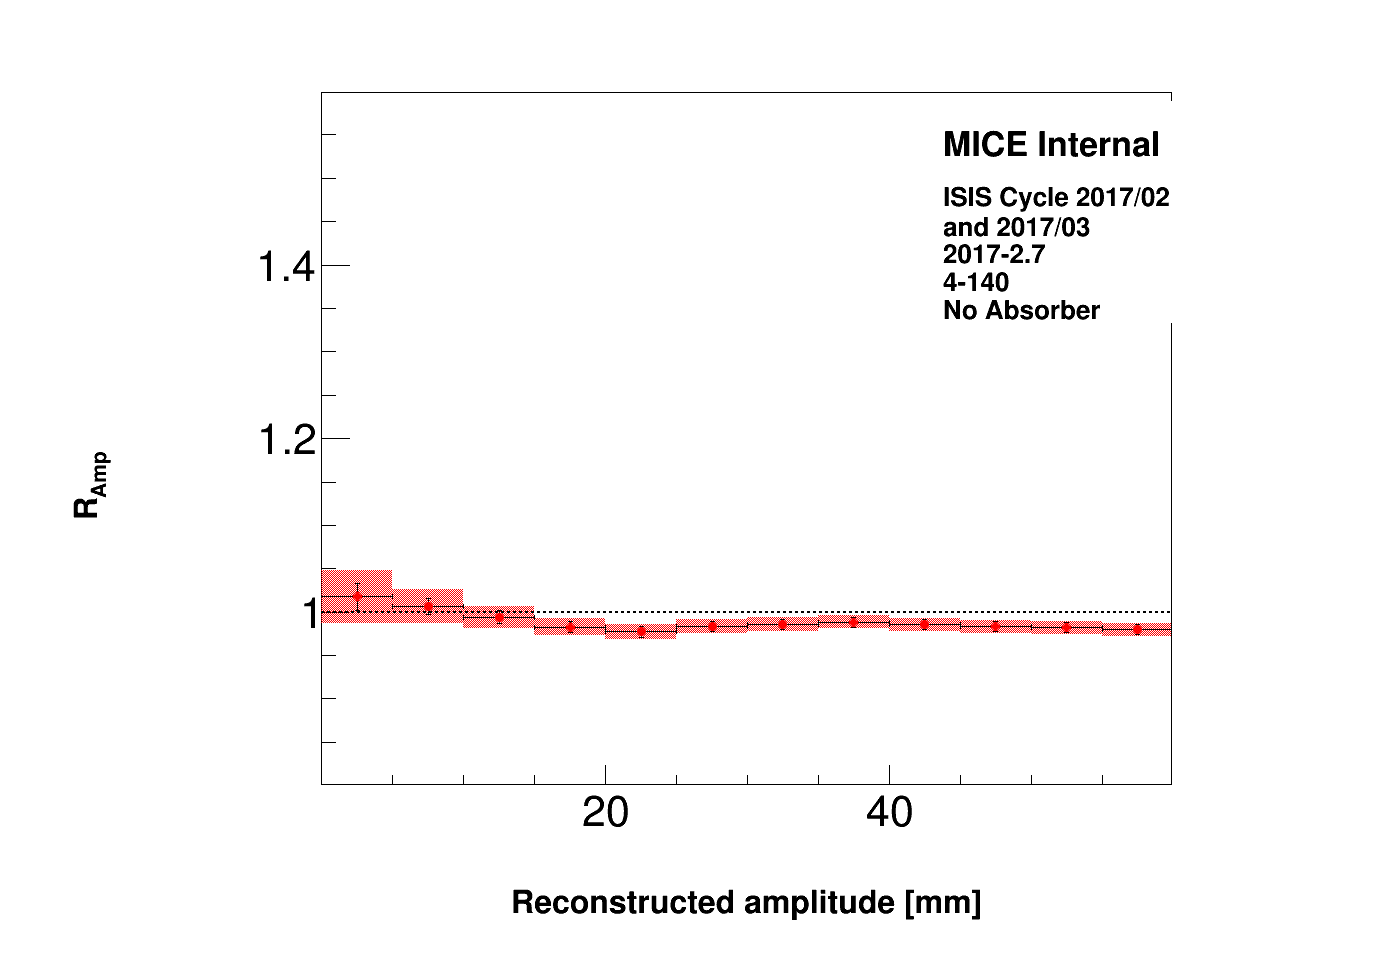 MICE Internal
ISIS Cycle 2017/02
and 2017/03
2017-2.7
4-140
No Absorber
1.4
1.2
1
R_Amp
20 40
Reconstructed amplitude [mm]